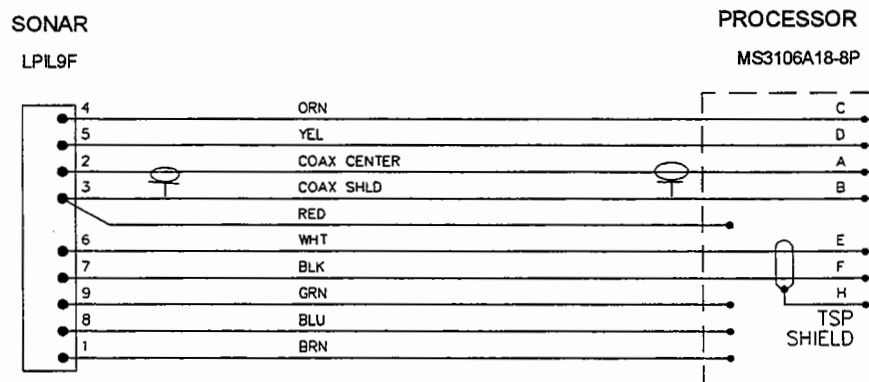 SONAR
PROCESSOR
LPIL9F
MS3106A18-8P
4 ORN C
5 YEL D
2 COAX CENTER A
3 COAX SHLD B
RED
6 WHT E
7 BLK F
9 GRN H
8 BLU TSP
SHIELD
1 BRN